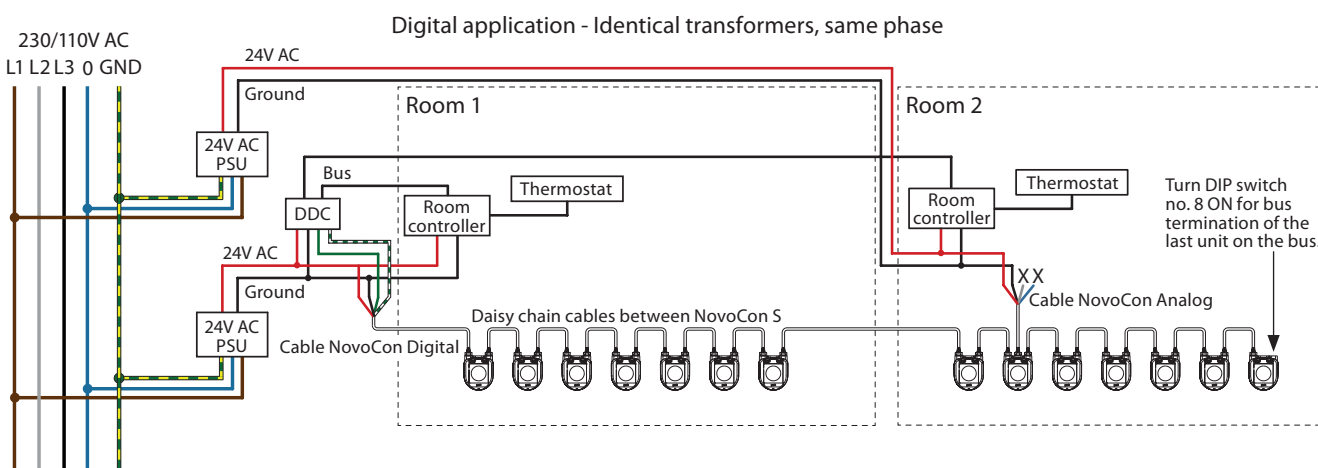 Digital application - Identical transformers, same phase
230/110V AC
L1 L2 L3 0 GND
24V AC
Ground
Room 1
Room 2
24V AC
PSU
Bus
Thermostat
Thermostat
DDC
Room
controller
Room
controller
Turn DIP switch
no. 8 ON for bus
termination of the
last unit on the bus.
24V AC
Ground
X X
Cable NovoCon Analog
24V AC
PSU
Daisy chain cables between NovoCon S
Cable NovoCon Digital